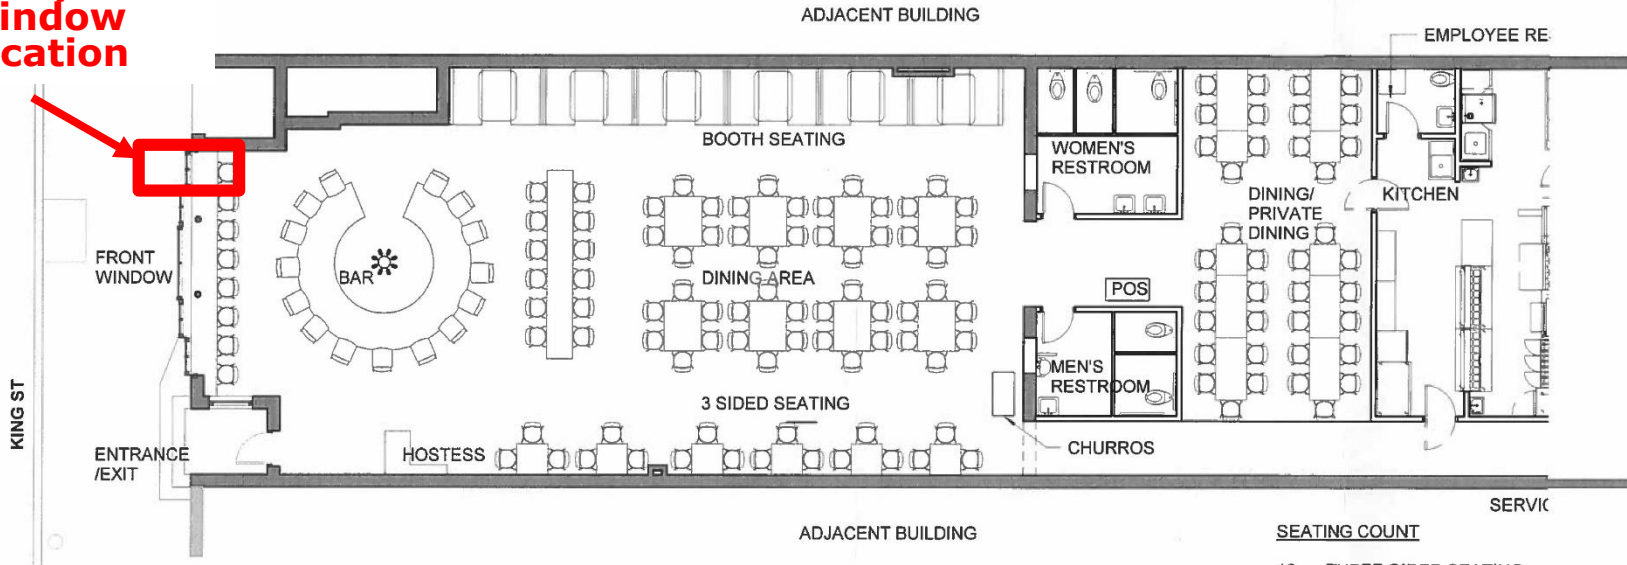 indow
cation
ADJACENT BUILDING
EMPLOYEE RE
BOOTH SEATING
WOMEN'S
RESTROOM
DINING/
PRIVATE
DINING
KITCHEN
FRONT
WINDOW
BAR
DINING AREA
POS
MEN'S
RESTROOM
KING ST
3 SIDED SEATING
CHURROS
ENTRANCE
/EXIT
HOSTESS
SERVIC
ADJACENT BUILDING
SEATING COUNT